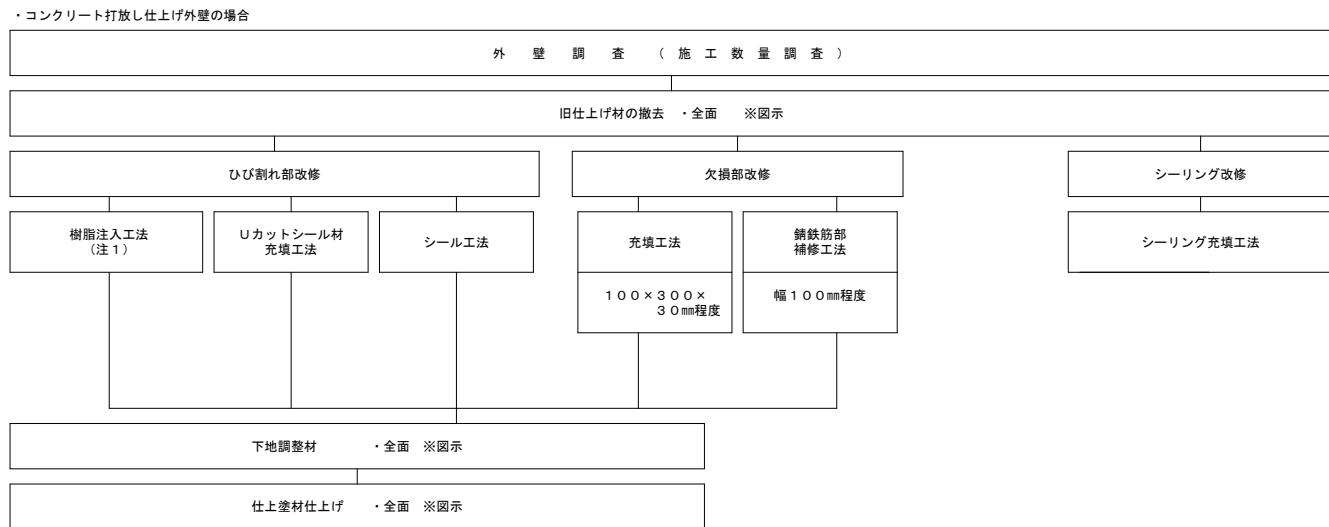 ・コンクリート打放し仕上げ外壁の場合
外　壁　調　査　（　施　工　数　量　調　査　）
旧仕上げ材の撤去　・全面　　※図示
ひび割れ部改修
欠損部改修
シーリング改修
樹脂注入工法
（注１）
Ｕカットシール材
充填工法
シール工法
充填工法
錆鉄筋部
補修工法
シーリング充填工法
１００×３００×
３０㎜程度
幅１００㎜程度
下地調整材　　　　・全面　※図示
仕上塗材仕上げ　　・全面　※図示